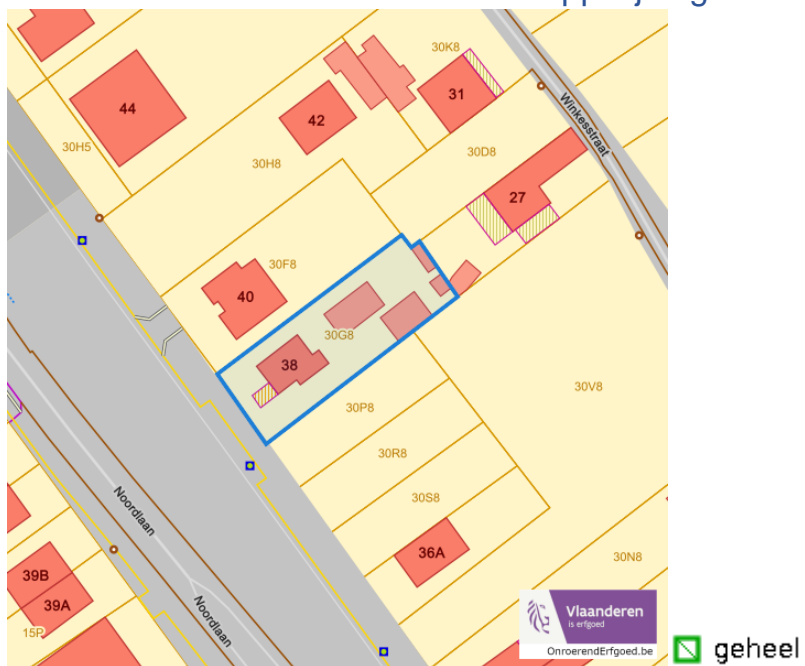 30K8
44
31
42
Winkesstraat
30H5
30D8
30H8
27
30F8
40
30G8
38
30V8
30P8
30R8
30S8
Noordlaan
36A
30N8
39B
39A
Noordlaan
15P
Vlaanderen
is erfgoed
OnroerendErfgoed.be
geheel